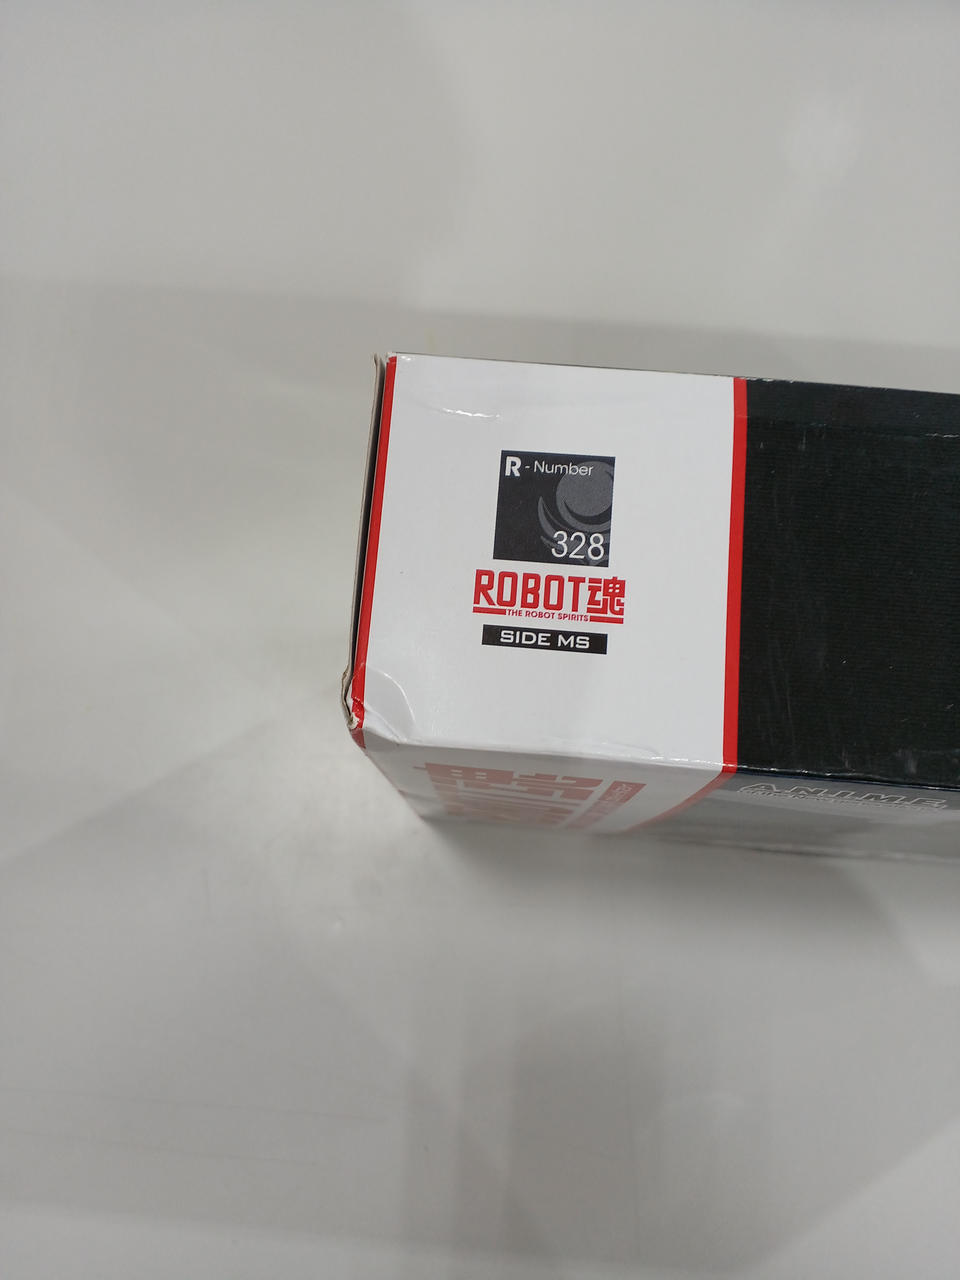 R - Number
328
ROBOT魂
THE ROBOT SPIRITS
SIDE MS
A.N.I.M.E.